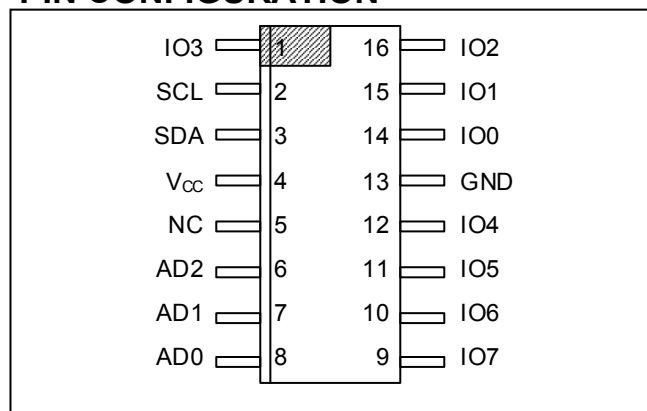 PIN CONFIGURATION
IO3 1 16 IO2
SCL 2 15 IO1
SDA 3 14 IO0
VCC 4 13 GND
NC 5 12 IO4
AD2 6 11 IO5
AD1 7 10 IO6
AD0 8 9 IO7